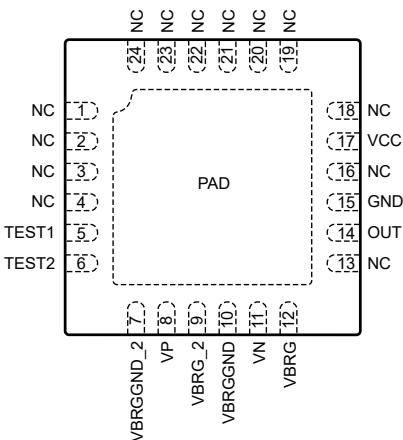 NC NC NC NC NC NC
24 23 22 21 20 19
NC 1 18 NC
NC 2 17 VCC
NC 3 16 NC
PAD
NC 4 15 GND
TEST1 5 14 OUT
TEST2 6 13 NC
7 8 9 10 11 12
VBRGGND_2 VP VBRG_2 VBRGGND VN VBRG